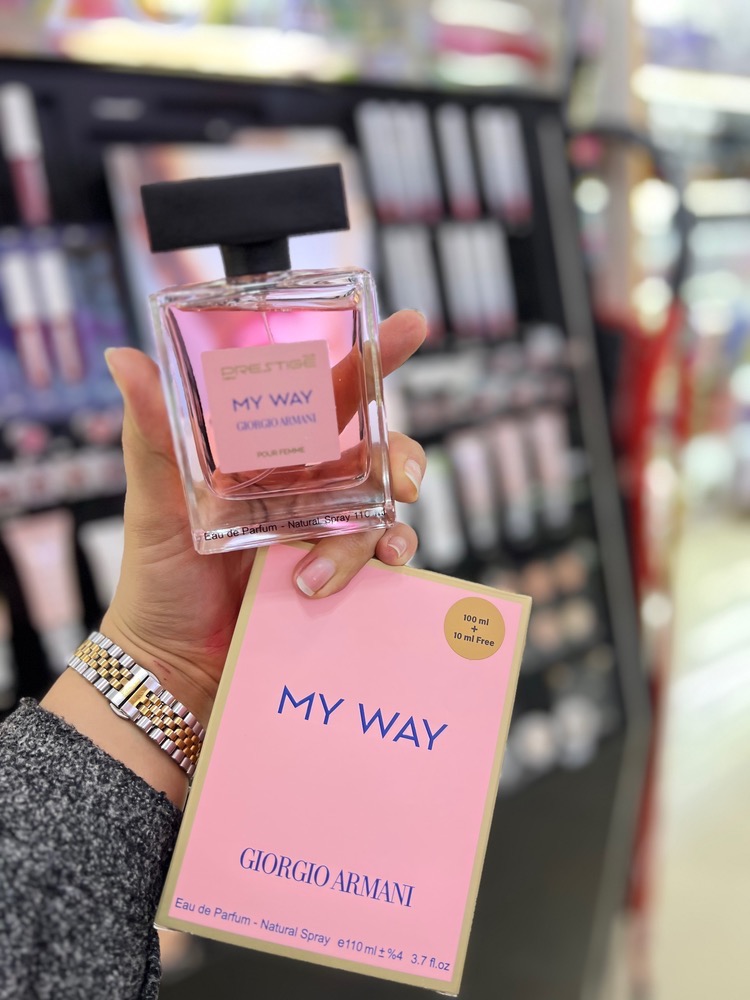 PRESTIGE
MY WAY
GIORGIO ARMANI
POUR FEMME
Eau de Parfum - Natural Spray 110
100 ml
+
10 ml Free
MY WAY
GIORGIO ARMANI
Eau de Parfum - Natural Spray e110 ml ± %4 3.7 fl.oz